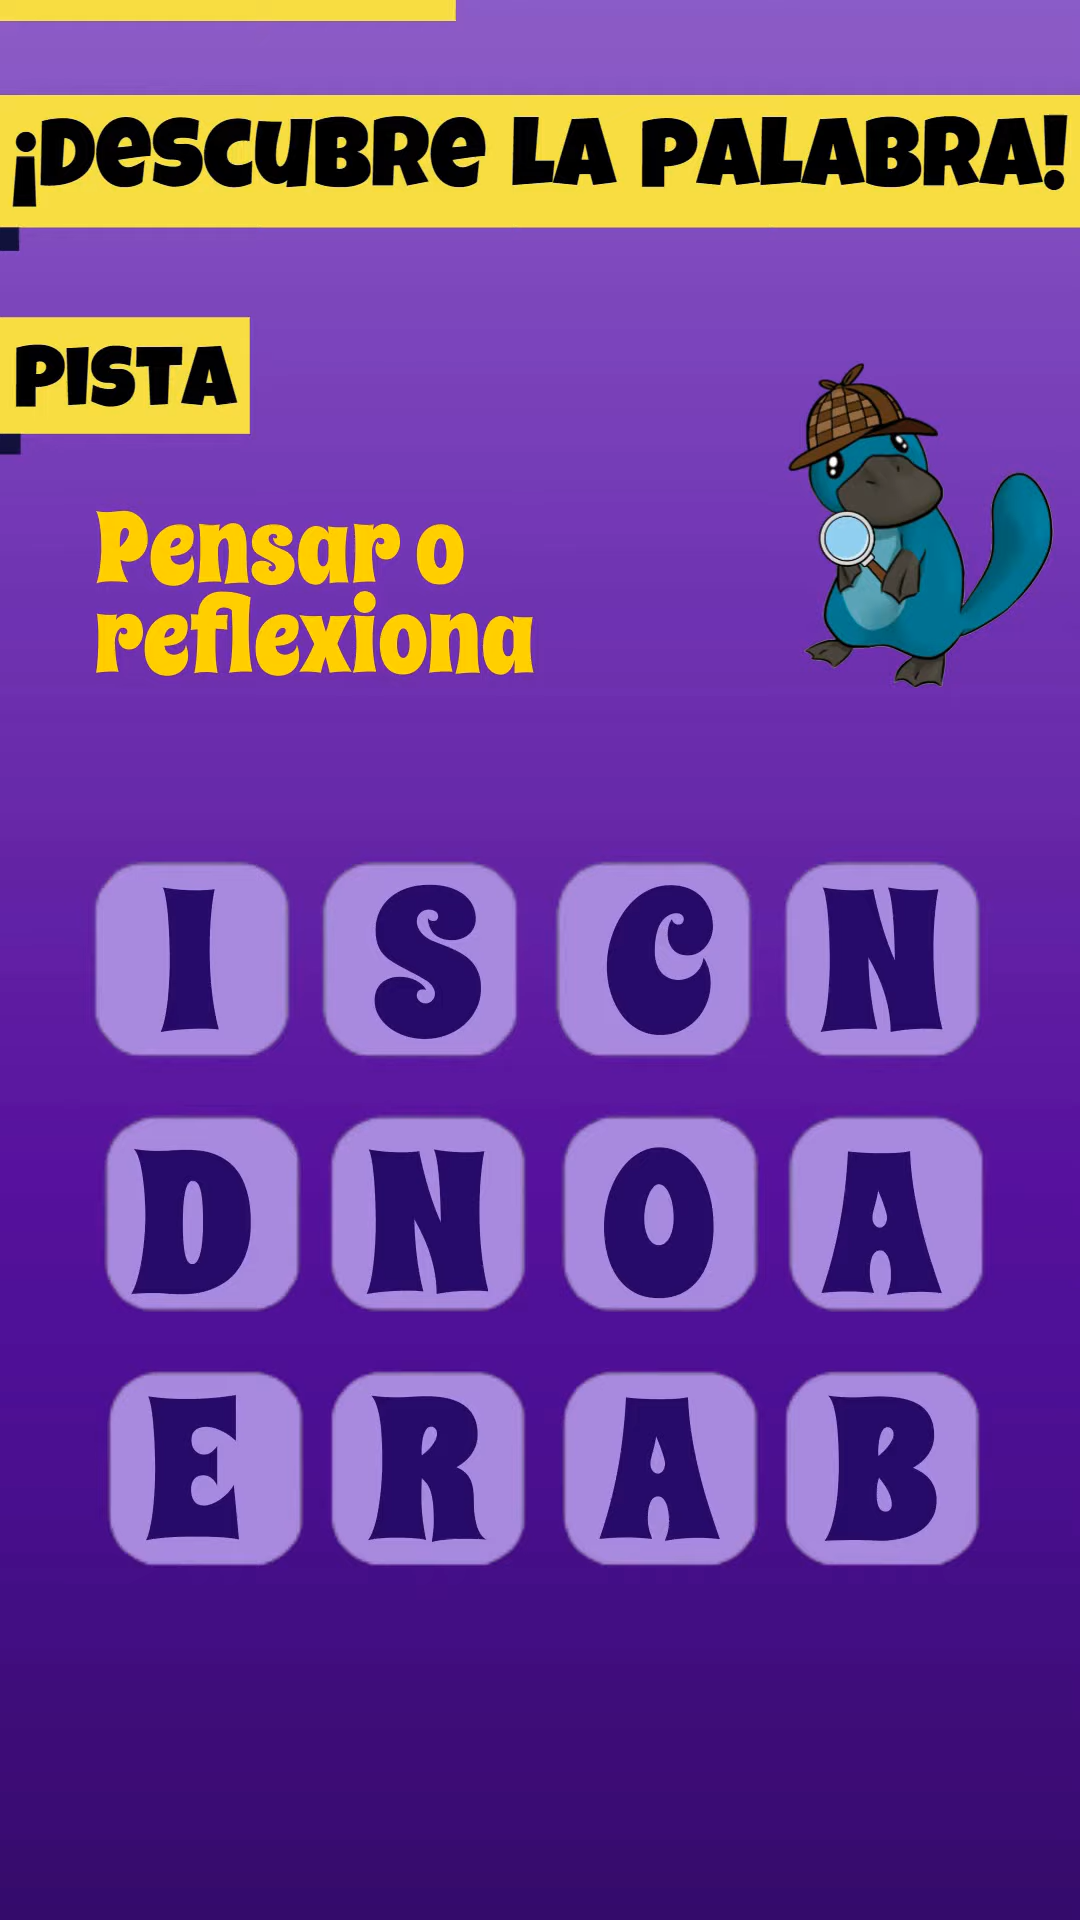 ¡DESCUBRE LA PALABRA!
PISTA
Pensar o
reflexiona
I S C N
D N O A
E R A B